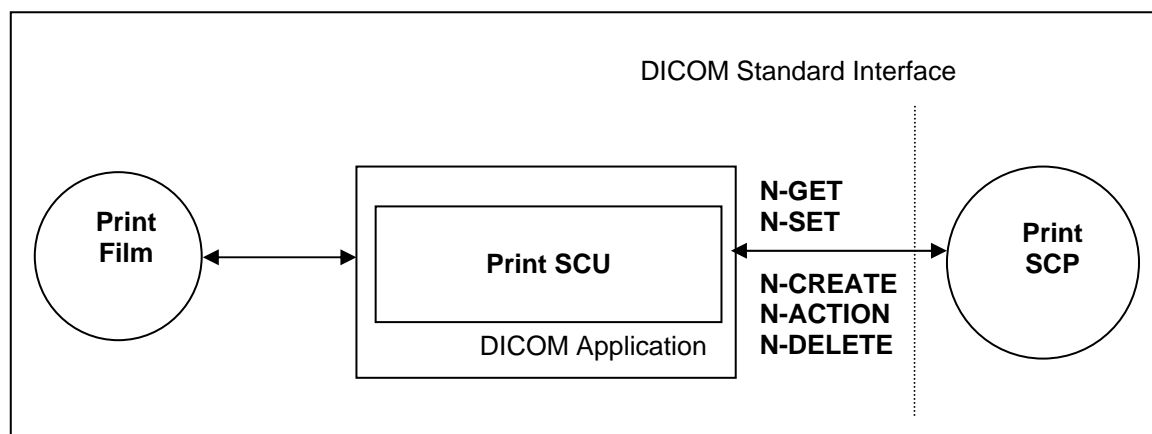 DICOM Standard Interface
Print
Film
Print SCU
DICOM Application
N-GET
N-SET
N-CREATE
N-ACTION
N-DELETE
Print
SCP